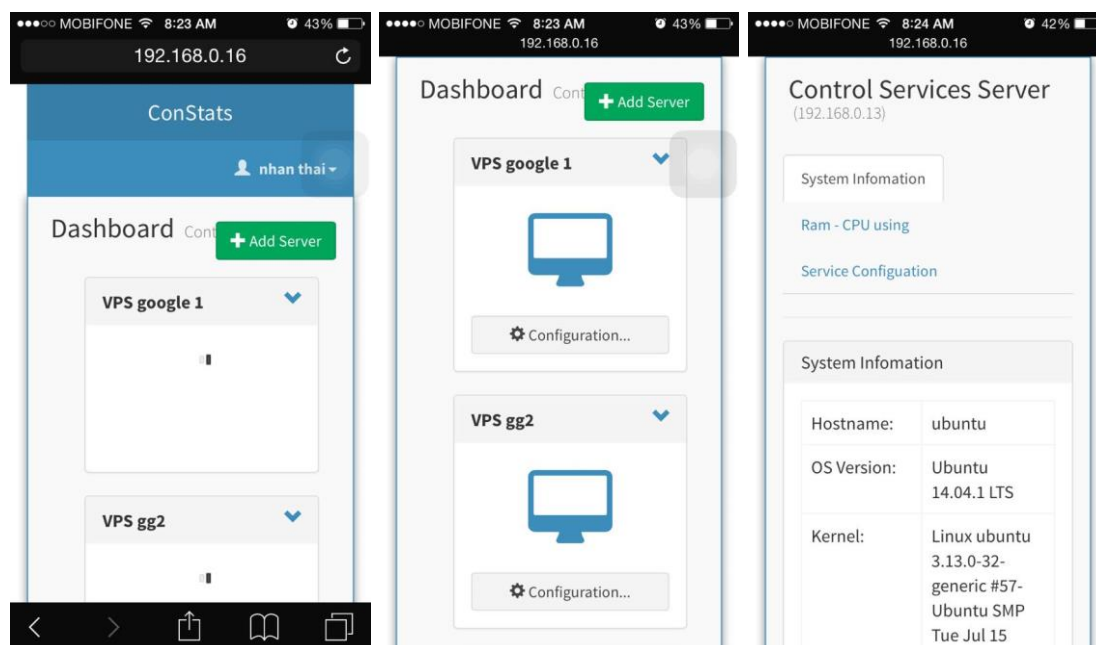 MOBIFONE 8:23 AM 43%
192.168.0.16
ConStats
nhan thai
Dashboard Cont
Add Server
VPS google 1
VPS gg2
MOBIFONE 8:23 AM 43%
192.168.0.16
Dashboard Cont
Add Server
VPS google 1
Configuration...
VPS gg2
Configuration...
MOBIFONE 8:24 AM 42%
192.168.0.16
Control Services Server
(192.168.0.13)
System Infomation
Ram - CPU using
Service Configuation
System Infomation
Hostname: ubuntu
OS Version: Ubuntu
14.04.1 LTS
Kernel: Linux ubuntu
3.13.0-32-
generic #57-
Ubuntu SMP
Tue Jul 15